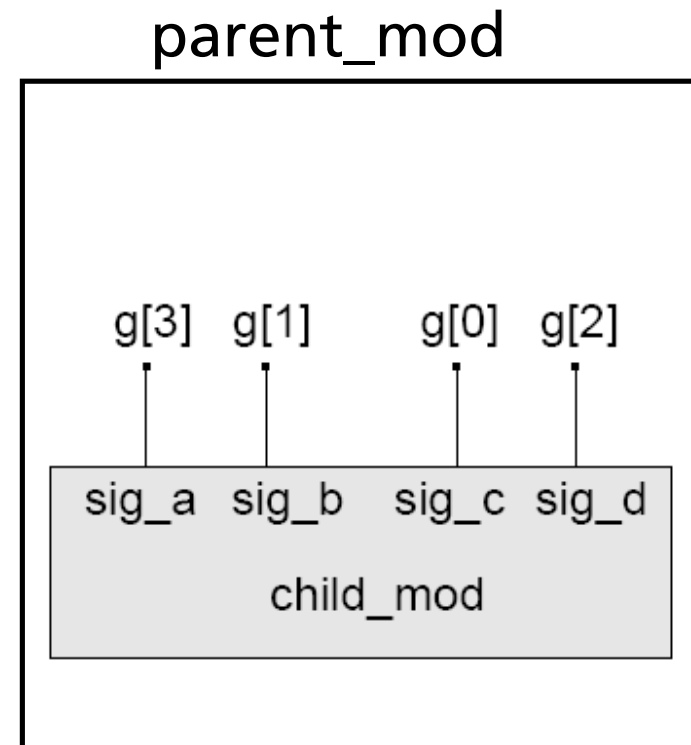 parent_mod
g[3] g[1] g[0] g[2]
sig_a sig_b sig_c sig_d
child_mod